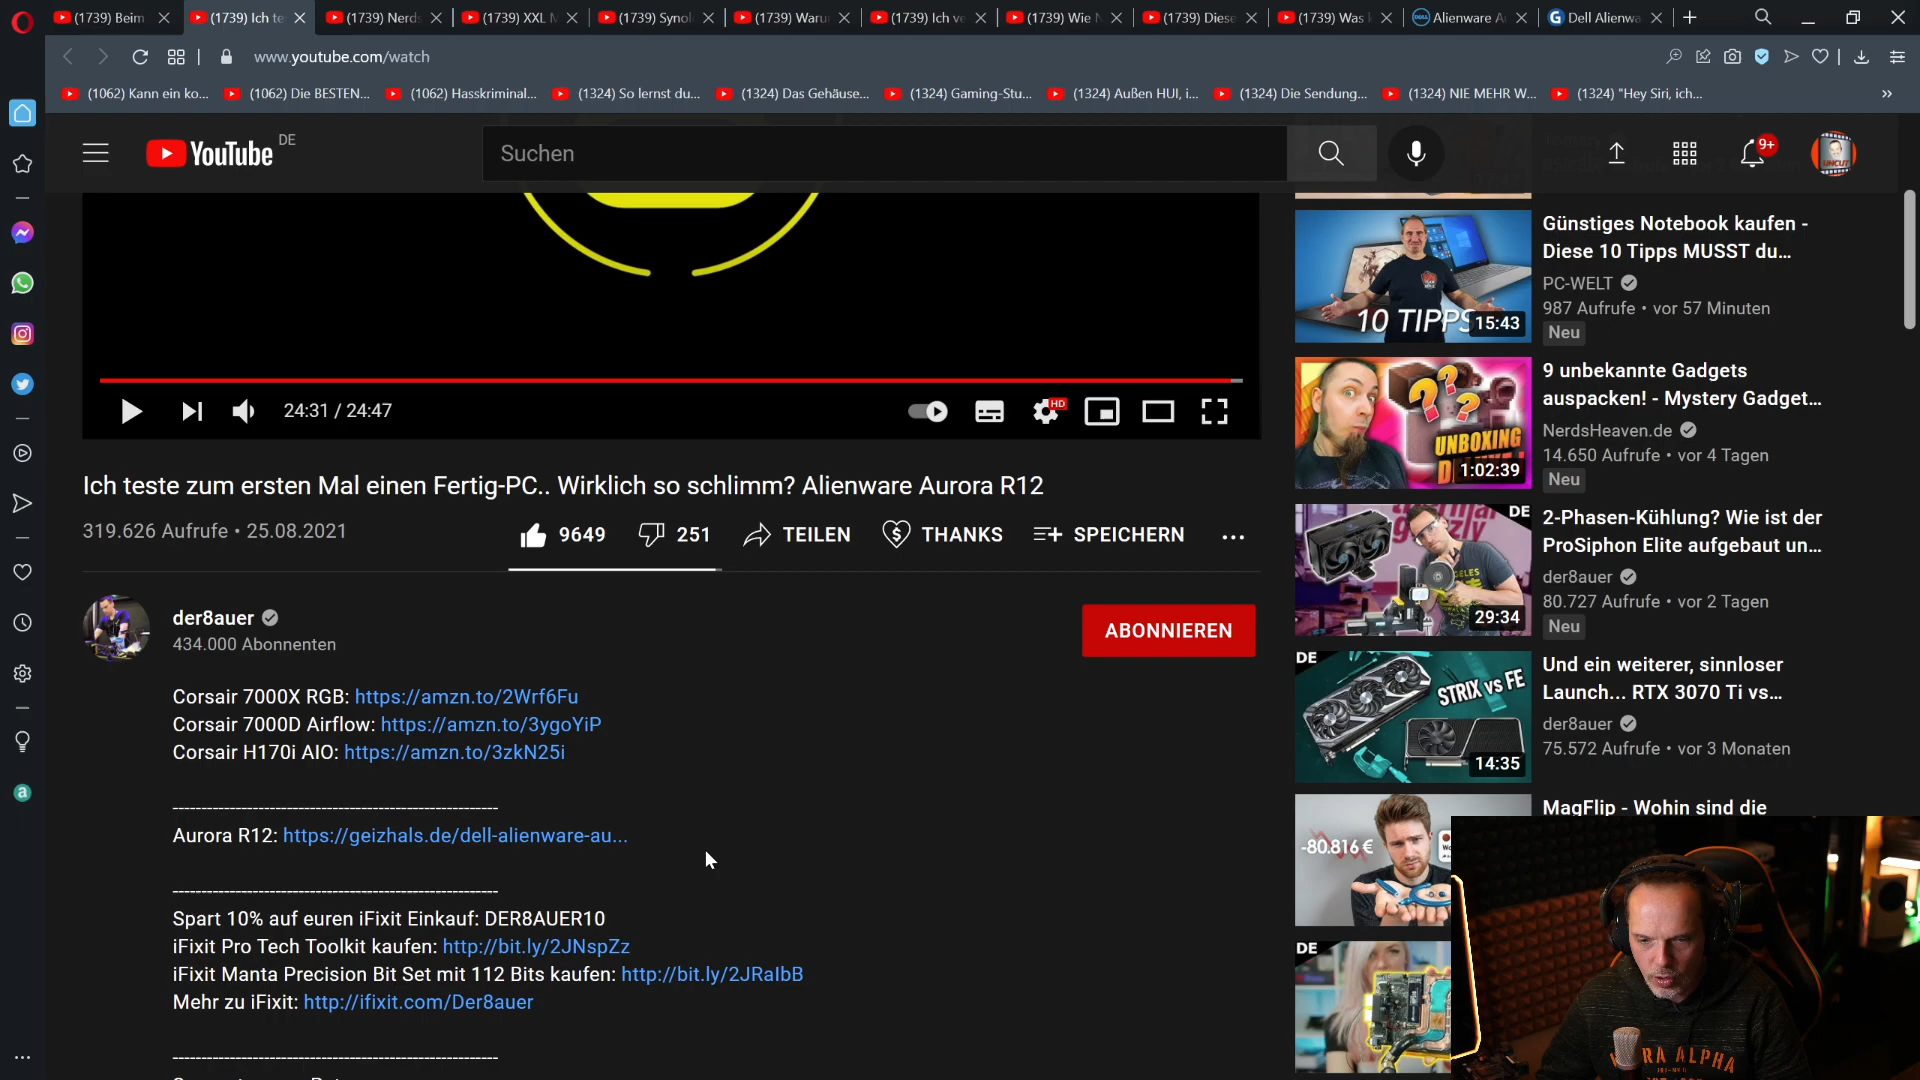 (1739) Beim
(1739) Ich te
(1739) Nerds
(1739) XXL M
(1739) Synol
(1739) Waru
(1739) Ich ve
(1739) Wie N
(1739) Diese
(1739) Was k
Alienware Au
Dell Alienwa
www.youtube.com/watch
(1062) Kann ein ko...
(1062) Die BESTEN...
(1062) Hasskriminal...
(1324) So lernst du...
(1324) Das Gehäuse...
(1324) Gaming-Stu...
(1324) Außen HUI, i...
(1324) Die Sendung...
(1324) NIE MEHR W...
(1324) "Hey Siri, ich...
YouTube DE
Suchen
9+
UNCUT
24:31 / 24:47
HD
Ich teste zum ersten Mal einen Fertig-PC.. Wirklich so schlimm? Alienware Aurora R12
319.626 Aufrufe • 25.08.2021
9649
251
TEILEN
THANKS
SPEICHERN
der8auer
434.000 Abonnenten
ABONNIEREN
Corsair 7000X RGB: https://amzn.to/2Wrf6Fu
Corsair 7000D Airflow: https://amzn.to/3ygoYiP
Corsair H170i AIO: https://amzn.to/3zkN25i
-----------------------------------------------------------
Aurora R12: https://geizhals.de/dell-alienware-au...
-----------------------------------------------------------
Spart 10% auf euren iFixit Einkauf: DER8AUER10
iFixit Pro Tech Toolkit kaufen: http://bit.ly/2JNspZz
iFixit Manta Precision Bit Set mit 112 Bits kaufen: http://bit.ly/2JRalbB
Mehr zu iFixit: http://ifixit.com/Der8auer
-----------------------------------------------------------
10 TIPPS
15:43
Günstiges Notebook kaufen -
Diese 10 Tipps MUSST du...
PC-WELT
987 Aufrufe • vor 57 Minuten
Neu
UNBOXING
1:02:39
9 unbekannte Gadgets
auspacken! - Mystery Gadget...
NerdsHeaven.de
14.650 Aufrufe • vor 4 Tagen
Neu
DE
29:34
2-Phasen-Kühlung? Wie ist der
ProSiphon Elite aufgebaut un...
der8auer
80.727 Aufrufe • vor 2 Tagen
Neu
DE
STRIX vs FE
14:35
Und ein weiterer, sinnloser
Launch... RTX 3070 Ti vs...
der8auer
75.572 Aufrufe • vor 3 Monaten
-80.816 €
MagFlip - Wohin sind die
DE